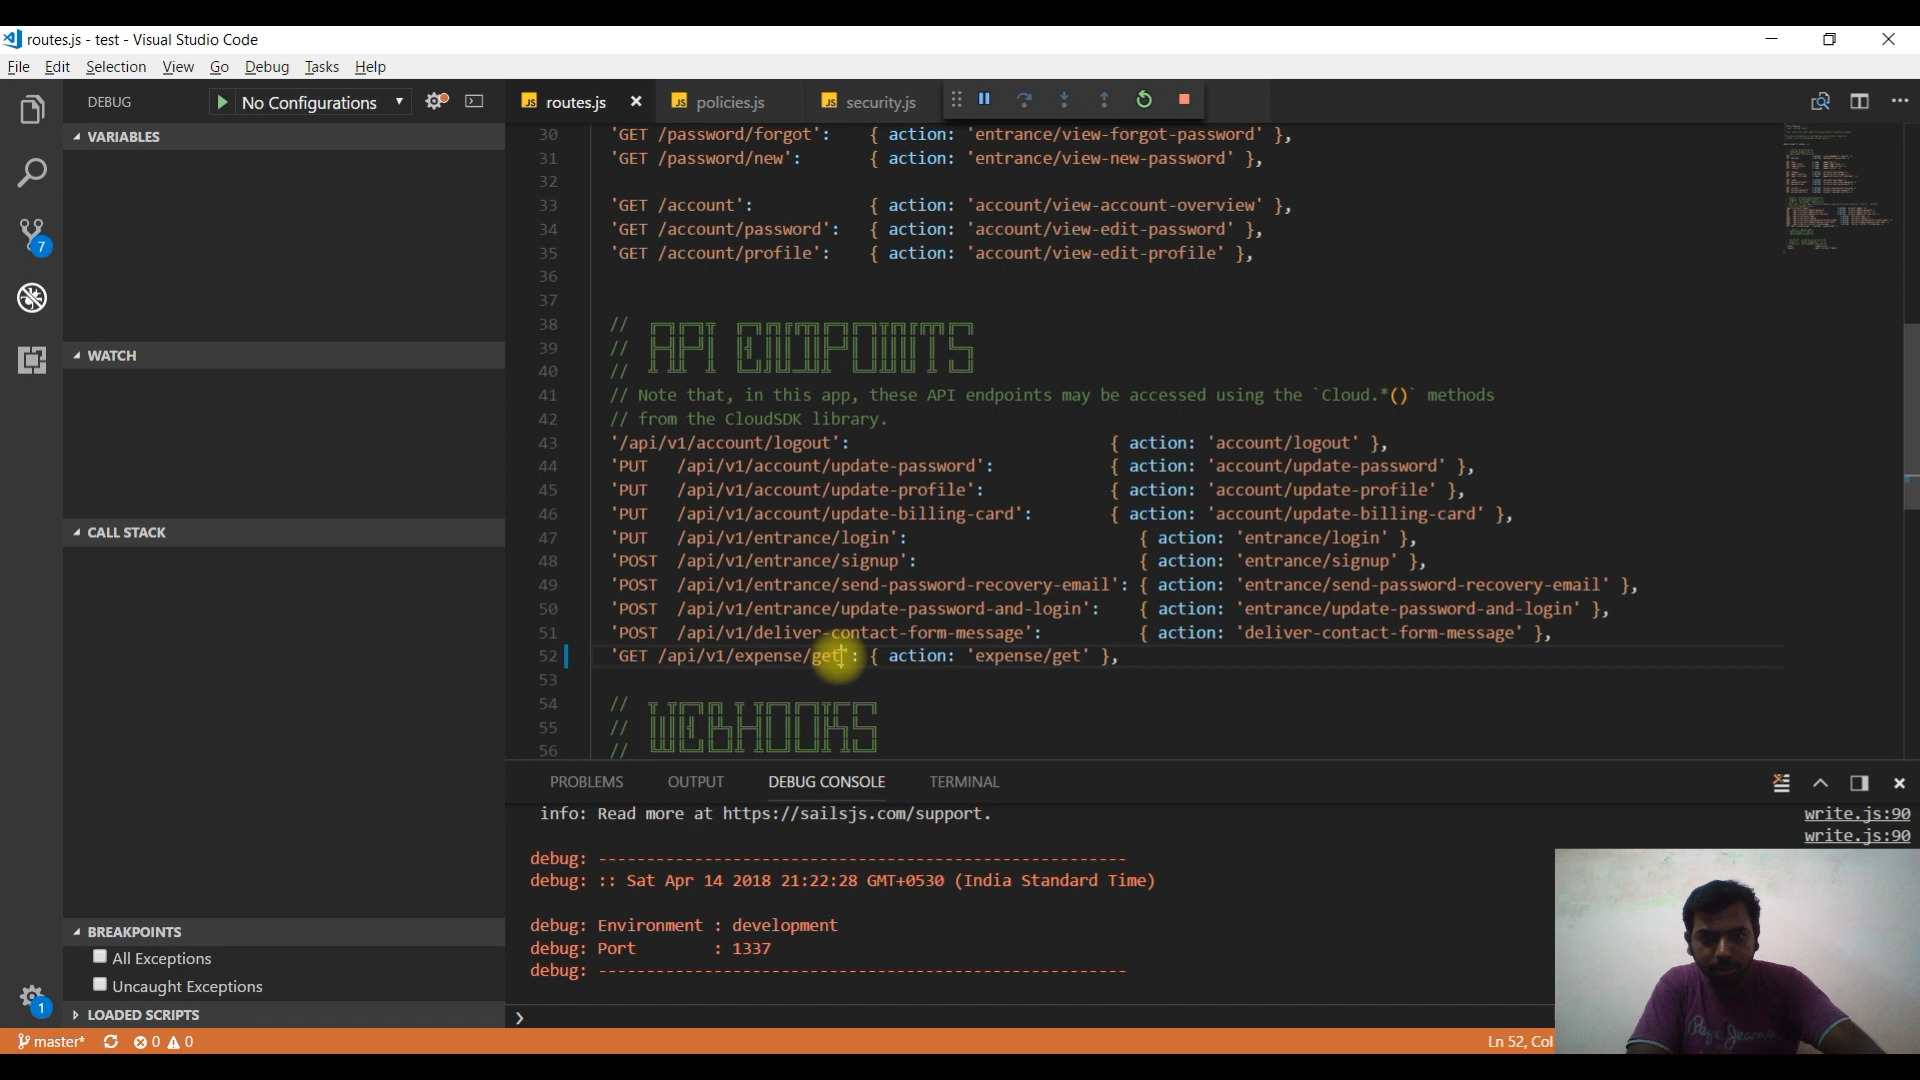 routes.js - test - Visual Studio Code
File Edit Selection View Go Debug Tasks Help
DEBUG No Configurations
routes.js
policies.js
security.js
VARIABLES
WATCH
CALL STACK
BREAKPOINTS
All Exceptions
Uncaught Exceptions
LOADED SCRIPTS
7
1
30 'GET /password/forgot': { action: 'entrance/view-forgot-password' },
31 'GET /password/new': { action: 'entrance/view-new-password' },
32
33 'GET /account': { action: 'account/view-account-overview' },
34 'GET /account/password': { action: 'account/view-edit-password' },
35 'GET /account/profile': { action: 'account/view-edit-profile' },
36
37
38 //
39 // API ENDPOINTS
40 //
41 // Note that, in this app, these API endpoints may be accessed using the `Cloud.*()` methods
42 // from the CloudSDK library.
43 '/api/v1/account/logout': { action: 'account/logout' },
44 'PUT /api/v1/account/update-password': { action: 'account/update-password' },
45 'PUT /api/v1/account/update-profile': { action: 'account/update-profile' },
46 'PUT /api/v1/account/update-billing-card': { action: 'account/update-billing-card' },
47 'PUT /api/v1/entrance/login': { action: 'entrance/login' },
48 'POST /api/v1/entrance/signup': { action: 'entrance/signup' },
49 'POST /api/v1/entrance/send-password-recovery-email': { action: 'entrance/send-password-recovery-email' },
50 'POST /api/v1/entrance/update-password-and-login': { action: 'entrance/update-password-and-login' },
51 'POST /api/v1/deliver-contact-form-message': { action: 'deliver-contact-form-message' },
52 'GET /api/v1/expense/get': { action: 'expense/get' },
53
54 //
55 // WEBHOOKS
56 //
PROBLEMS OUTPUT DEBUG CONSOLE TERMINAL
info: Read more at https://sailsjs.com/support. write.js:90
write.js:90
debug: -------------------------------------------------------
debug: :: Sat Apr 14 2018 21:22:28 GMT+0530 (India Standard Time)
debug: Environment : development
debug: Port : 1337
debug: -------------------------------------------------------
master* 0 0
Ln 52, Col